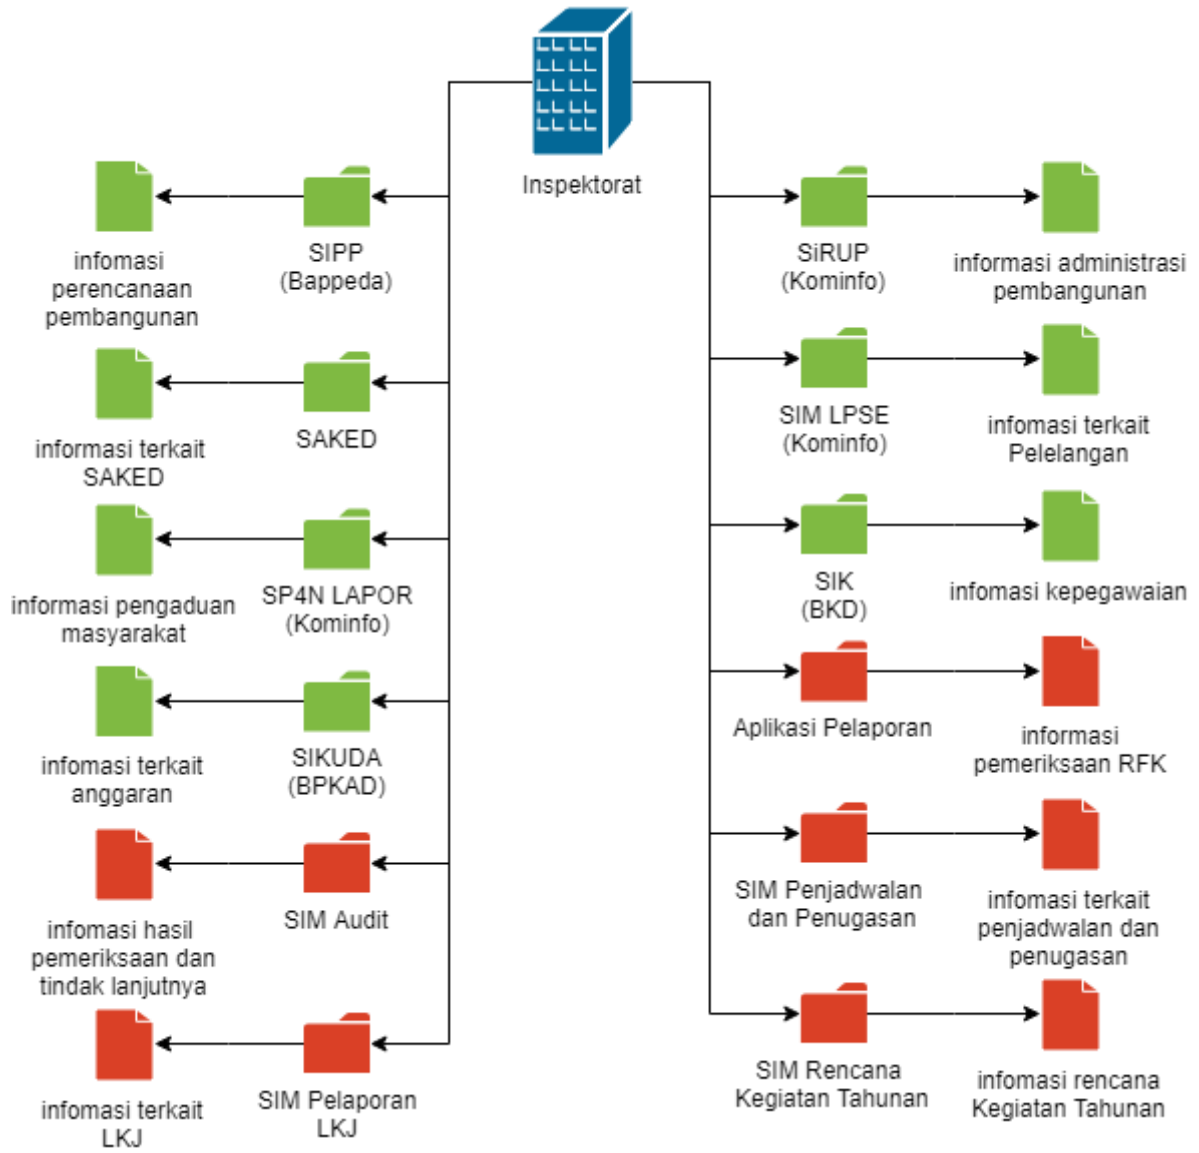 Inspektorat
infomasi
perencanaan
pembangunan
SIPP
(Bappeda)
informasi terkait
SAKED
SAKED
informasi pengaduan
masyarakat
SP4N LAPOR
(Kominfo)
infomasi terkait
anggaran
SIKUDA
(BPKAD)
infomasi hasil
pemeriksaan dan
tindak lanjutnya
SIM Audit
infomasi terkait
LKJ
SIM Pelaporan
LKJ
SiRUP
(Kominfo)
informasi administrasi
pembangunan
SIM LPSE
(Kominfo)
infomasi terkait
Pelelangan
SIK
(BKD)
infomasi kepegawaian
Aplikasi Pelaporan
informasi
pemeriksaan RFK
SIM Penjadwalan
dan Penugasan
infomasi terkait
penjadwalan dan
penugasan
SIM Rencana
Kegiatan Tahunan
infomasi rencana
Kegiatan Tahunan